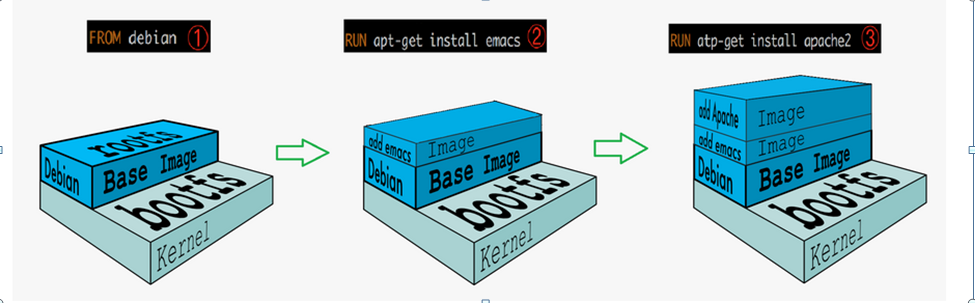 FROM debian ①
RUN apt-get install emacs ②
RUN atp-get install apache2 ③
rootfs
Debian
Base Image
bootfs
Kernel
add emacs
Image
Debian
Base Image
bootfs
Kernel
add Apache
Image
add emacs
Image
Debian
Base Image
bootfs
Kernel